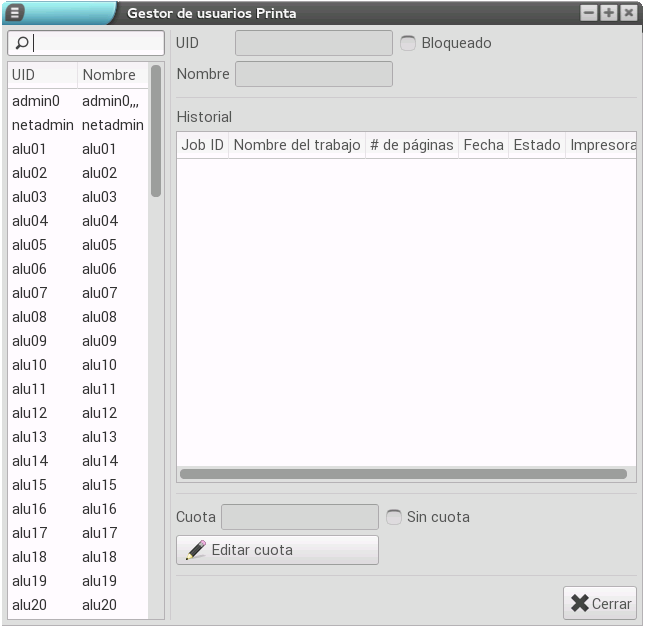 Gestor de usuarios Printa
UID Nombre
admin0 admin0,,,
netadmin netadmin
alu01 alu01
alu02 alu02
alu03 alu03
alu04 alu04
alu05 alu05
alu06 alu06
alu07 alu07
alu08 alu08
alu09 alu09
alu10 alu10
alu11 alu11
alu12 alu12
alu13 alu13
alu14 alu14
alu15 alu15
alu16 alu16
alu17 alu17
alu18 alu18
alu19 alu19
alu20 alu20
UID Bloqueado
Nombre
Historial
Job ID Nombre del trabajo # de páginas Fecha Estado Impresora
Cuota Sin cuota
Editar cuota
Cerrar